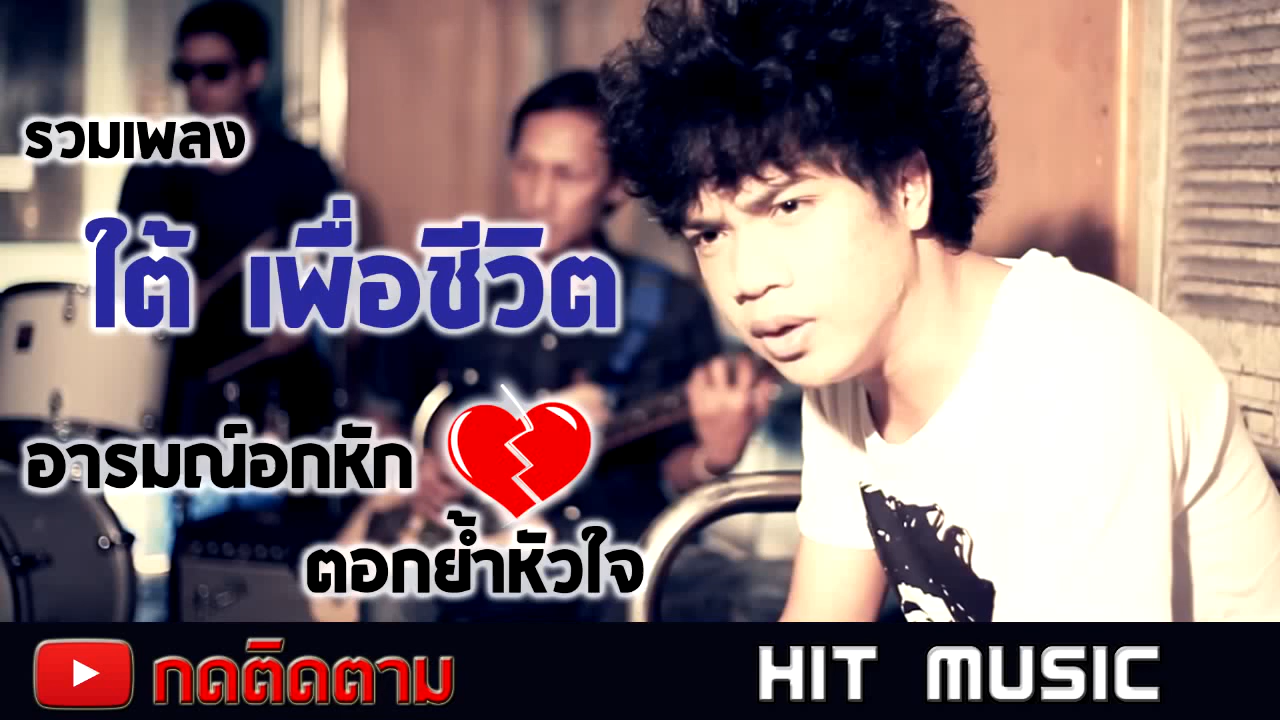 รวมเพลง
ใต้ เพื่อชีวิต
อารมณ์อกหัก
ตอกย้ำหัวใจ
กดติดตาม
HIT MUSIC